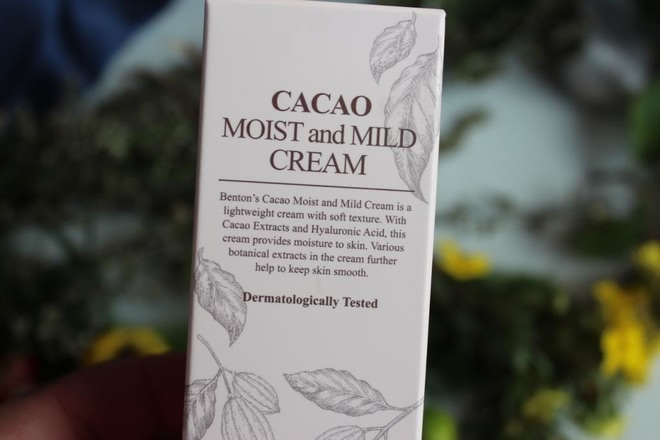 CACAO
MOIST and MILD
CREAM
Benton's Cacao Moist and Mild Cream is a
lightweight cream with soft texture. With
Cacao Extracts and Hyaluronic Acid, this
cream provides moisture to skin. Various
botanical extracts in the cream further
help to keep skin smooth.
Dermatologically Tested